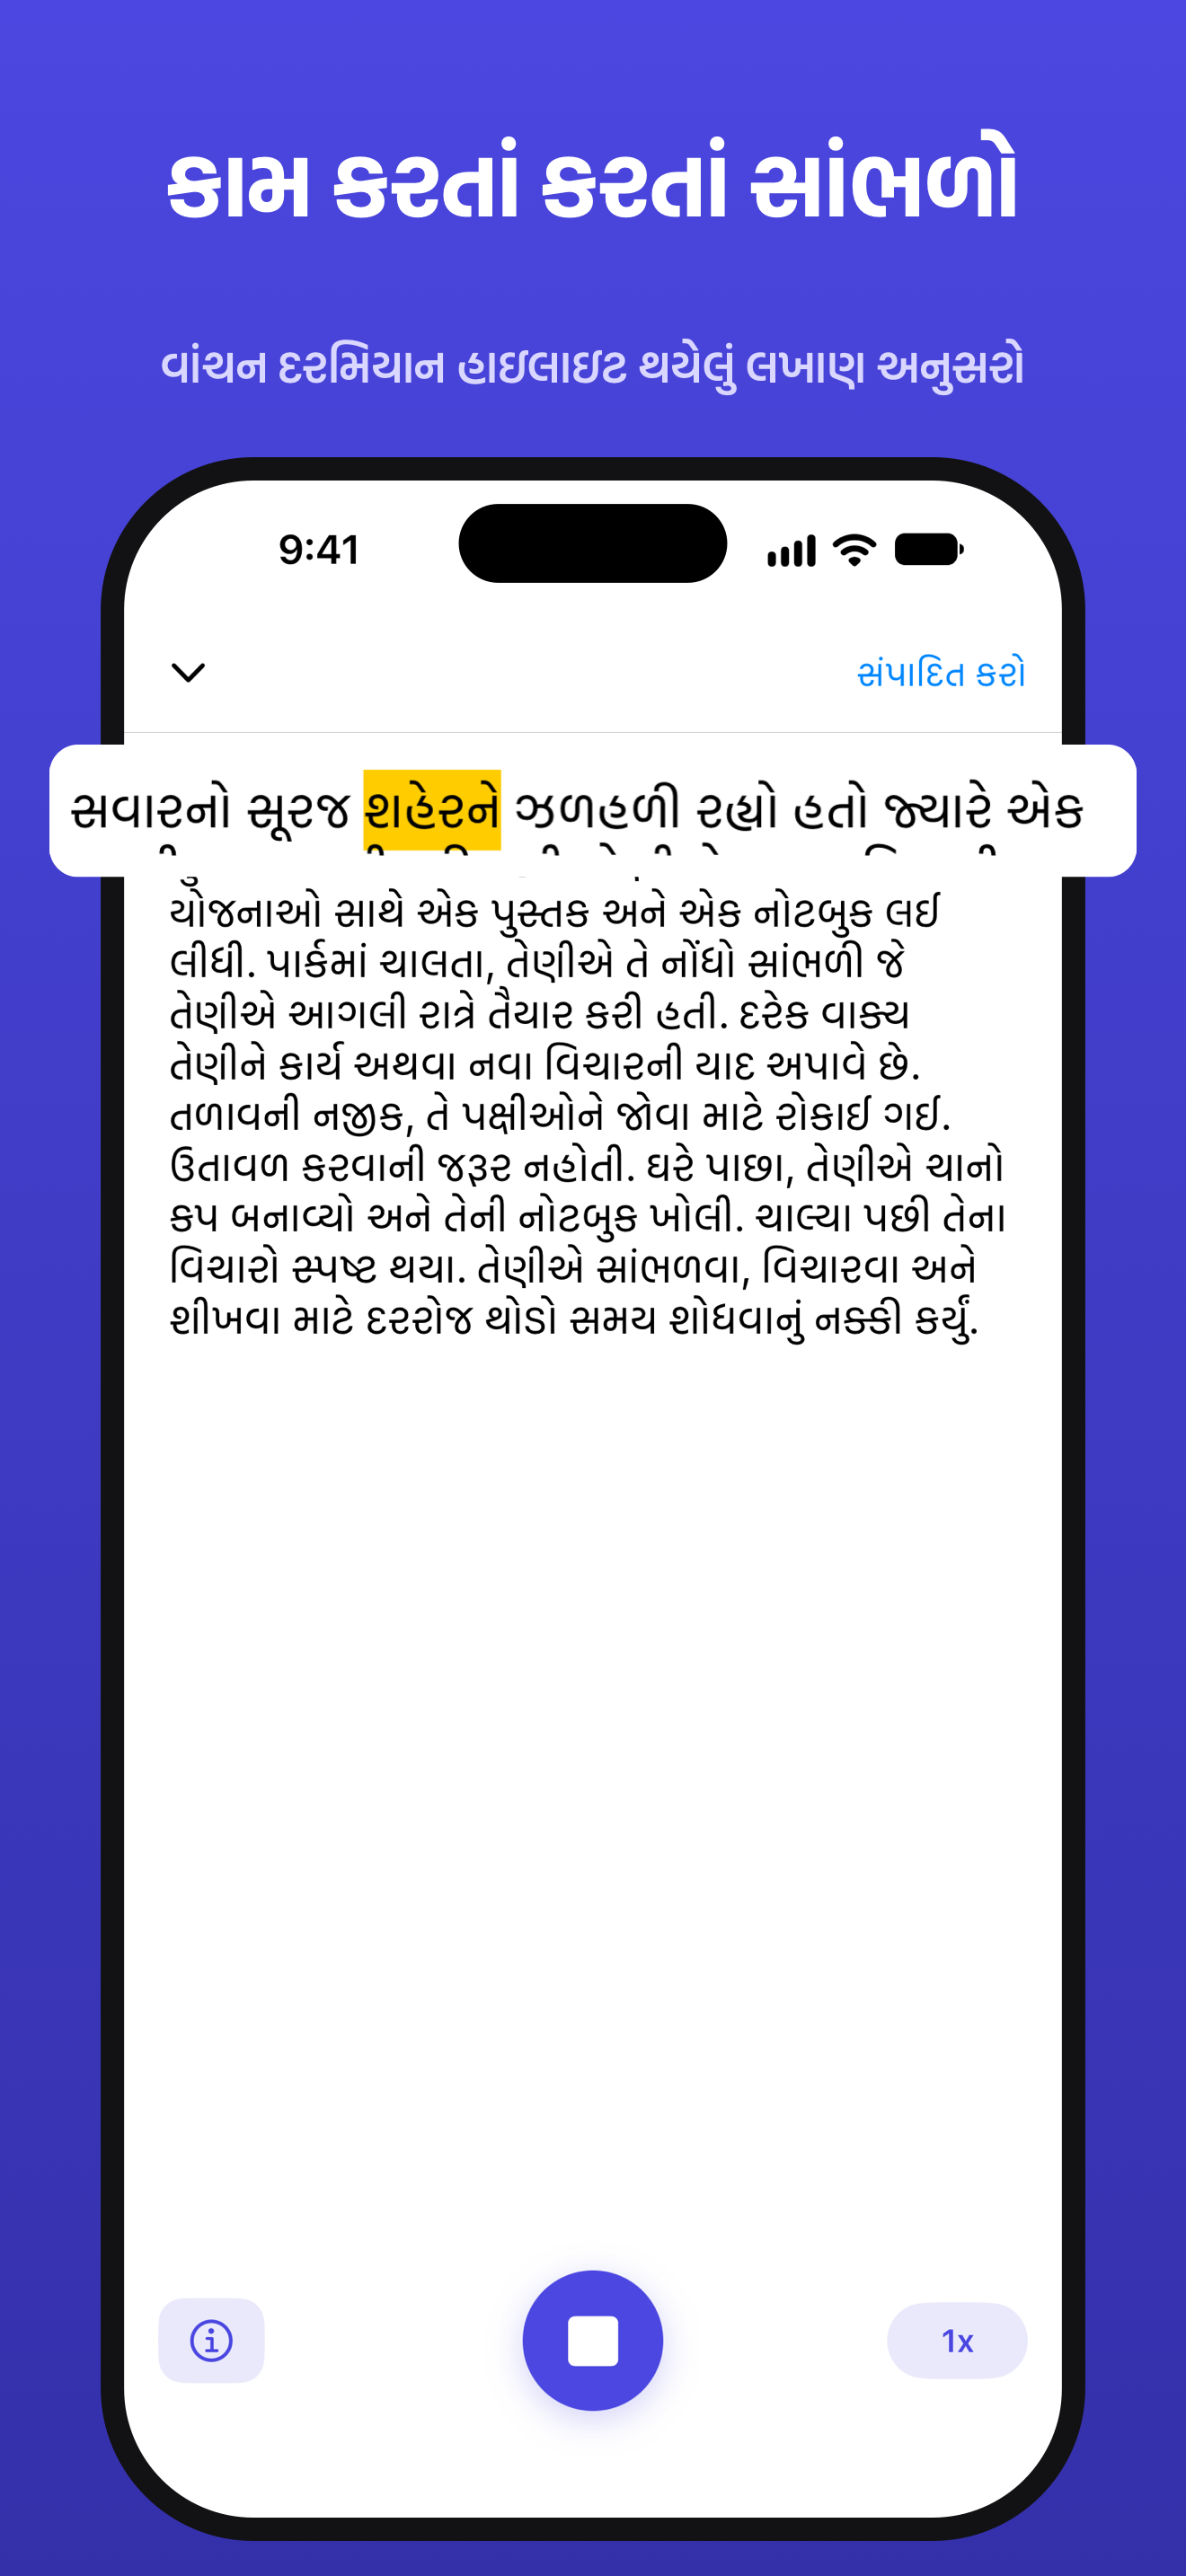 કામ કરતાં કરતાં સાંભળો
વાંચન દરમિયાન હાઇલાઇટ થયેલું લખાણ અનુસરો
9:41
સંપાદિત કરો
સવારનો સૂરજ શહેરને ઝળહળી રહ્યો હતો જ્યારે એક
યોજનાઓ સાથે એક પુસ્તક અને એક નોટબુક લઈ
લીધી. પાર્કમાં ચાલતા, તેણીએ તે નોંધો સાંભળી જે
તેણીએ આગલી રાત્રે તૈયાર કરી હતી. દરેક વાક્ય
તેણીને કાર્ય અથવા નવા વિચારની યાદ અપાવે છે.
તળાવની નજીક, તે પક્ષીઓને જોવા માટે રોકાઈ ગઈ.
ઉતાવળ કરવાની જરૂર નહોતી. ઘરે પાછા, તેણીએ ચાનો
કપ બનાવ્યો અને તેની નોટબુક ખોલી. ચાલ્યા પછી તેના
વિચારો સ્પષ્ટ થયા. તેણીએ સાંભળવા, વિચારવા અને
શીખવા માટે દરરોજ થોડો સમય શોધવાનું નક્કી કર્યું.
1x